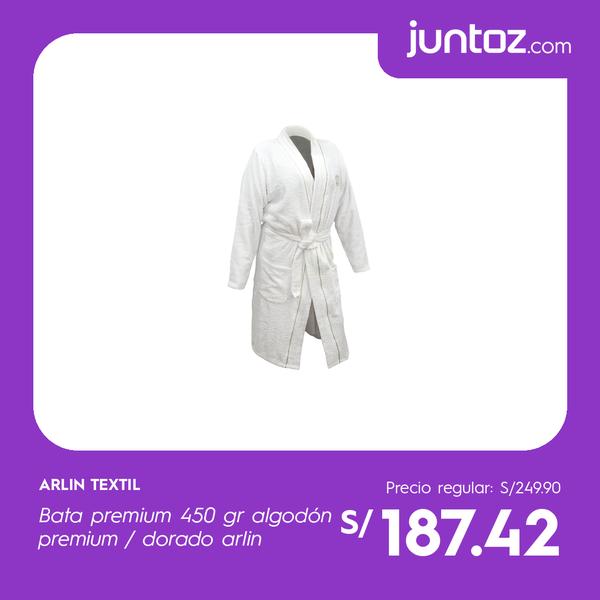 juntoz.com
ARLIN TEXTIL
Bata premium 450 gr algodón
premium / dorado arlin
Precio regular: S/249.90
S/187.42